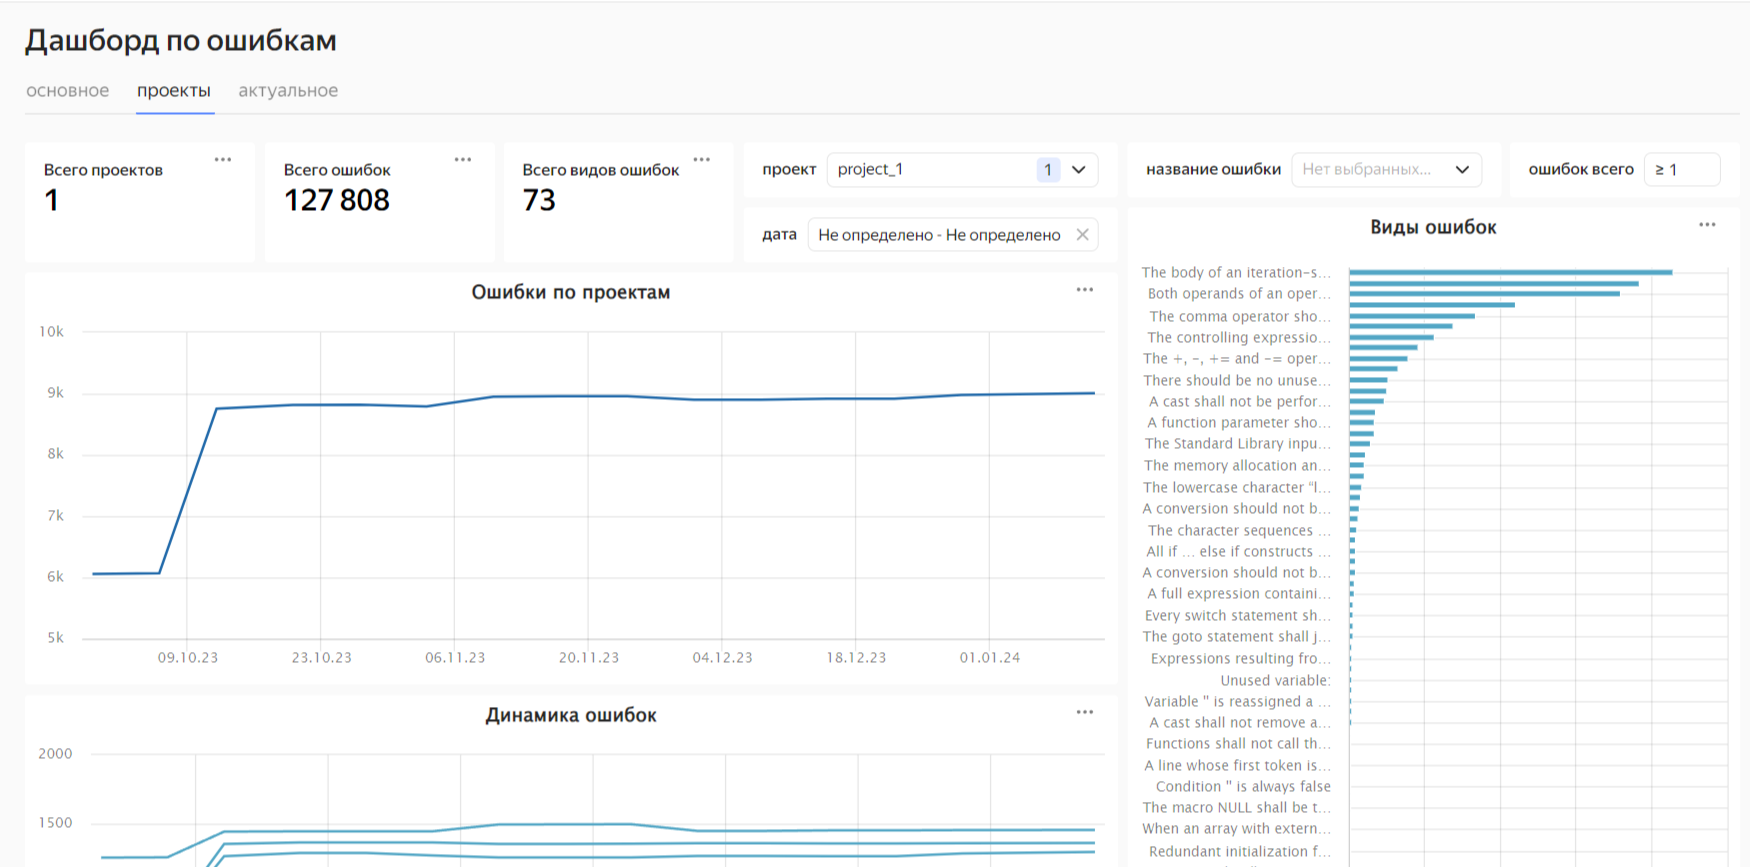 Дашборд по ошибкам
основное проекты актуальное
Всего проектов
1
Всего ошибок
127 808
Всего видов ошибок
73
проект project_1 1
дата Не определено - Не определено
название ошибки Нет выбранных...
ошибок всего ≥ 1
Ошибки по проектам
10k
9k
8k
7k
6k
5k
09.10.23 23.10.23 06.11.23 20.11.23 04.12.23 18.12.23 01.01.24
Динамика ошибок
2000
1500
Виды ошибок
The body of an iteration-s...
Both operands of an oper...
The comma operator sho...
The controlling expressio...
The +, -, += and -= oper...
There should be no unuse...
A cast shall not be perfor...
A function parameter sho...
The Standard Library inpu...
The memory allocation an...
The lowercase character “l...
A conversion should not b...
The character sequences ...
All if ... else if constructs ...
A conversion should not b...
A full expression containi...
Every switch statement sh...
The goto statement shall j...
Expressions resulting fro...
Unused variable:
Variable '' is reassigned a ...
A cast shall not remove a...
Functions shall not call th...
A line whose first token is...
Condition '' is always false
The macro NULL shall be t...
When an array with extern...
Redundant initialization f...